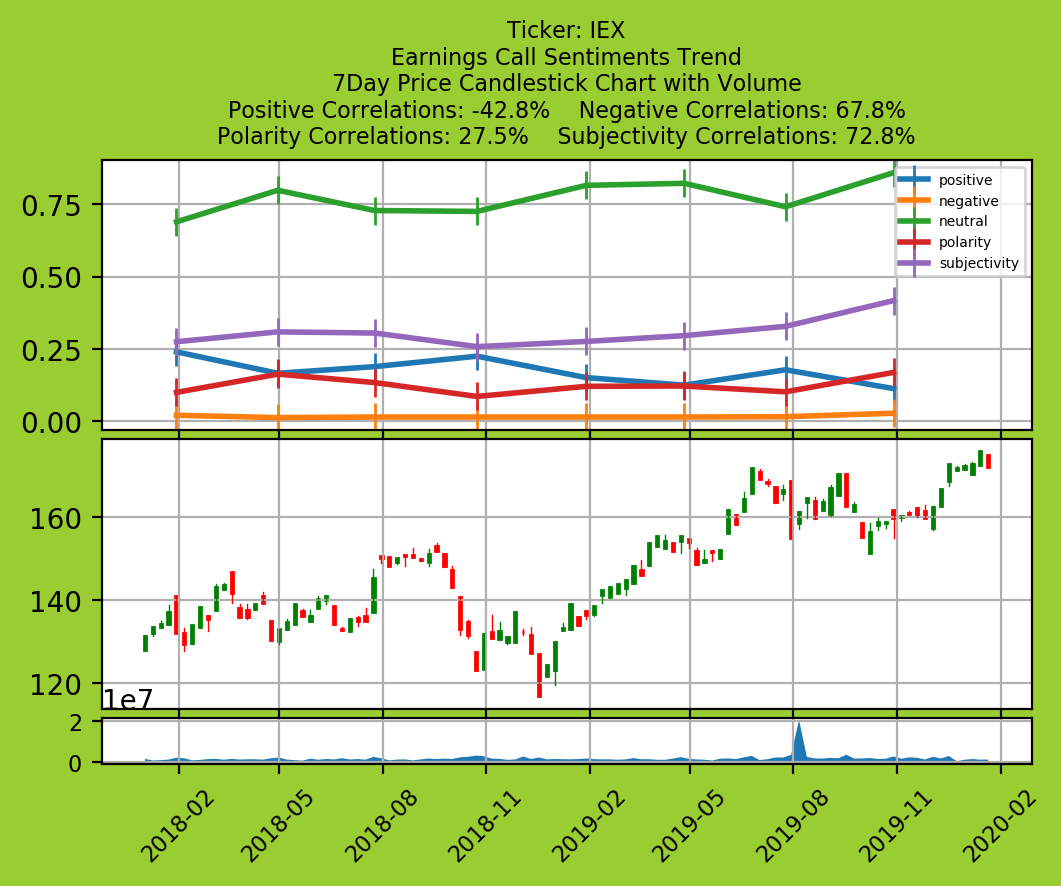 Ticker: IEX
Earnings Call Sentiments Trend
7Day Price Candlestick Chart with Volume
Positive Correlations: -42.8%    Negative Correlations: 67.8%
Polarity Correlations: 27.5%    Subjectivity Correlations: 72.8%
0.75
0.50
0.25
0.00
positive
negative
neutral
polarity
subjectivity
160
140
120
1e7
2
0
2018-02
2018-05
2018-08
2018-11
2019-02
2019-05
2019-08
2019-11
2020-02